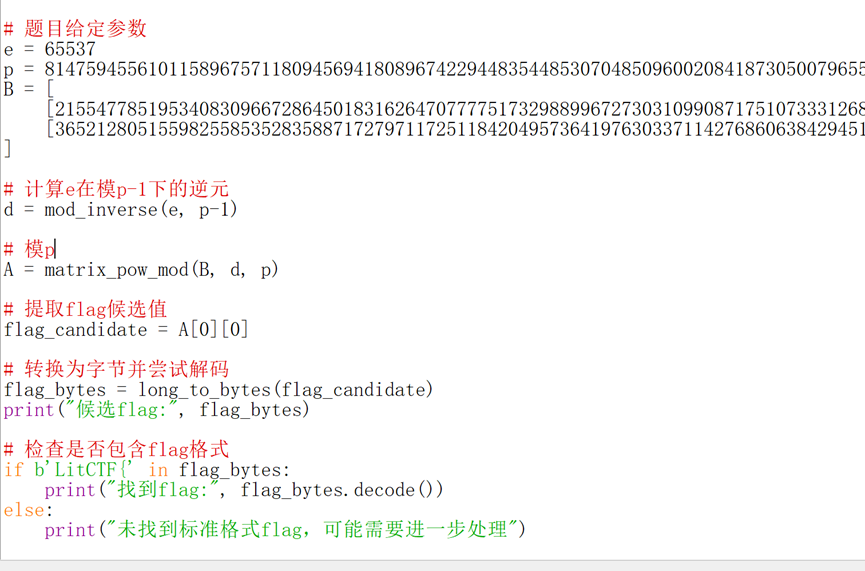 # 题目给定参数
e = 65537
p = 8147594556101158967571180945694180896742294483544853070485096002084187305007965
B = [
    [2155477851953408309667286450183162647077775173298899672730310990871751073331268
    [365212805155982558535283588717279711725118420495736419763033711427686063842945
]
# 计算e在模p-1下的逆元
d = mod_inverse(e, p-1)
# 模p
A = matrix_pow_mod(B, d, p)
# 提取flag候选值
flag_candidate = A[0][0]
# 转换为字节并尝试解码
flag_bytes = long_to_bytes(flag_candidate)
print("候选flag:", flag_bytes)
# 检查是否包含flag格式
if b'LitCTF{' in flag_bytes:
    print("找到flag:", flag_bytes.decode())
else:
    print("未找到标准格式flag，可能需要进一步处理")